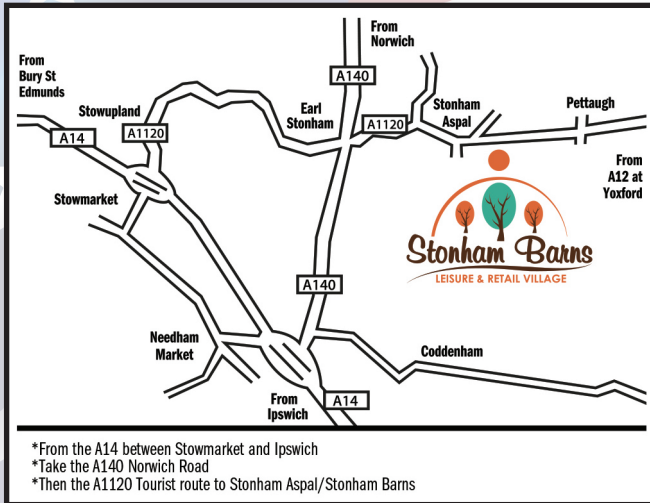 From
Norwich
From
Bury St
Edmunds
A140
Stowupland
Earl
Stonham
Stonham
Aspal
Pettaugh
A14
A1120
A1120
From
A12 at
Yoxford
Stowmarket
Stonham Barns
LEISURE & RETAIL VILLAGE
A140
Needham
Market
Coddenham
From
Ipswich
A14
*From the A14 between Stowmarket and Ipswich
*Take the A140 Norwich Road
*Then the A1120 Tourist route to Stonham Aspal/Stonham Barns